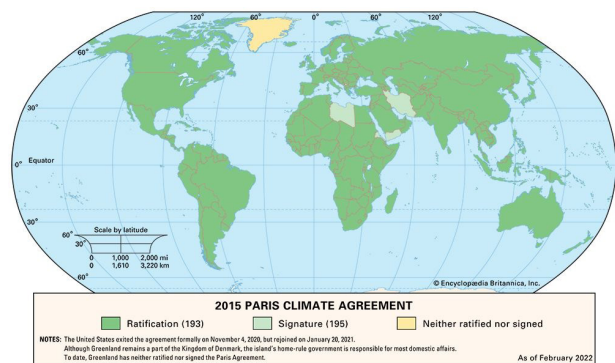 120° 60° 0° 60° 120°
60°
30° 30°
Equator 0° 0°
30° 30°
Scale by latitude
60°
30°
0 1,000 2,000 mi
0 1,610 3,220 km
60° 60°
© Encyclopædia Britannica, Inc.
2015 PARIS CLIMATE AGREEMENT
Ratification (193) Signature (195) Neither ratified nor signed
NOTES: The United States exited the agreement formally on November 4, 2020, but rejoined on January 20, 2021.
Although Greenland remains a part of the Kingdom of Denmark, the island's home-rule government is responsible for most domestic affairs.
To date, Greenland has neither ratified nor signed the Paris Agreement.
As of February 2022